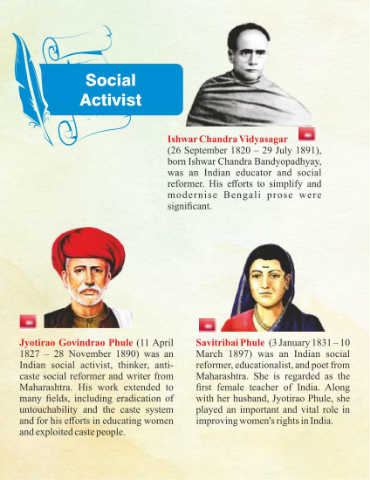 Social
Activist
Ishwar Chandra Vidyasagar
(26 September 1820 – 29 July 1891),
born Ishwar Chandra Bandyopadhyay,
was an Indian educator and social
reformer. His efforts to simplify and
modernise Bengali prose were
significant.
Jyotirao Govindrao Phule (11 April
1827 – 28 November 1890) was an
Indian social activist, thinker, anti-
caste social reformer and writer from
Maharashtra. His work extended to
many fields, including eradication of
untouchability and the caste system
and for his efforts in educating women
and exploited caste people.
Savitribai Phule (3 January 1831 – 10
March 1897) was an Indian social
reformer, educationalist, and poet from
Maharashtra. She is regarded as the
first female teacher of India. Along
with her husband, Jyotirao Phule, she
played an important and vital role in
improving women's rights in India.